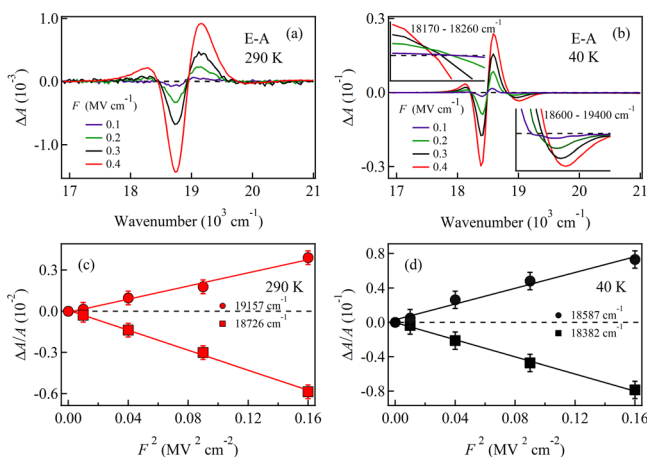 (a)
E-A
290 K
1.0
0.0
-1.0
ΔA (10⁻³)
F (MV cm⁻¹)
0.1
0.2
0.3
0.4
17 18 19 20 21
Wavenumber (10³ cm⁻¹)
(b)
18170 - 18260 cm⁻¹
E-A
40 K
0.3
0.0
-0.3
ΔA (10⁻¹)
F (MV cm⁻¹)
0.1
0.2
0.3
0.4
18600 - 19400 cm⁻¹
17 18 19 20 21
Wavenumber (10³ cm⁻¹)
(c)
290 K
0.3
0.0
-0.3
-0.6
ΔA/A (10⁻²)
19157 cm⁻¹
18726 cm⁻¹
0.00 0.04 0.08 0.12 0.16
F² (MV² cm⁻²)
(d)
40 K
0.8
0.4
0.0
-0.4
-0.8
ΔA/A (10⁻¹)
18587 cm⁻¹
18382 cm⁻¹
0.00 0.04 0.08 0.12 0.16
F² (MV² cm⁻²)